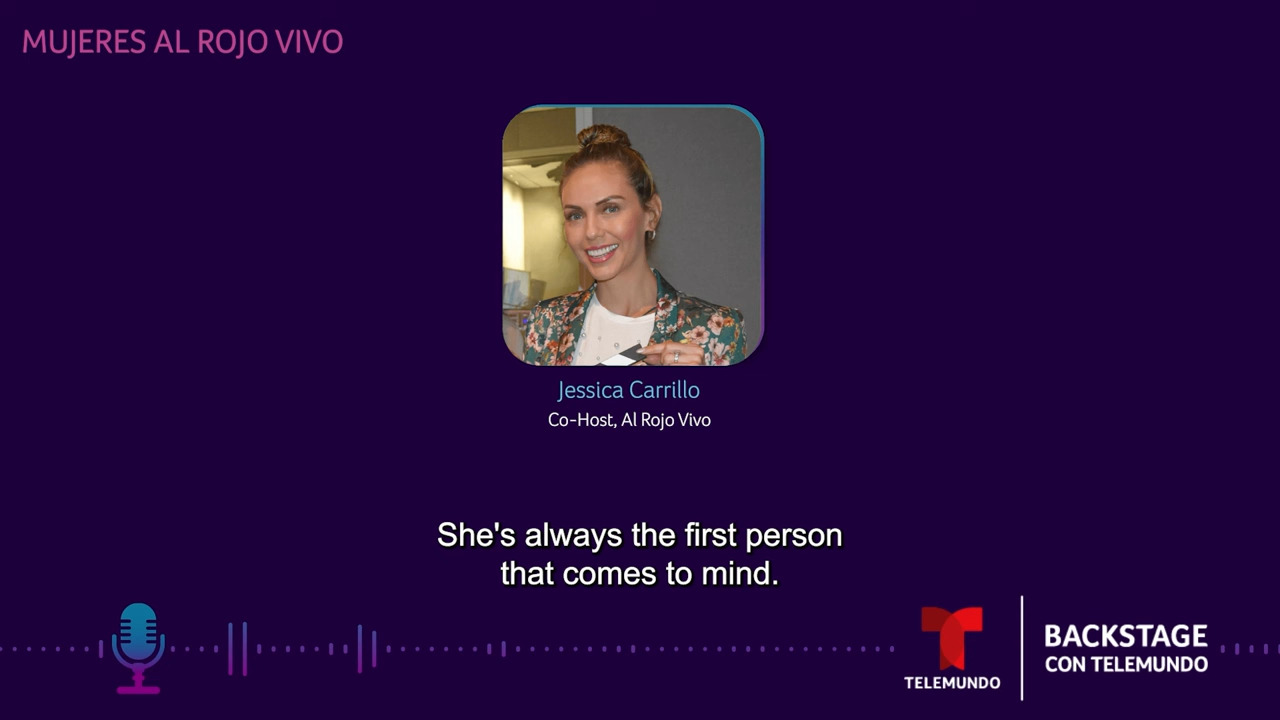 MUJERES AL ROJO VIVO
Jessica Carrillo
Co-Host, Al Rojo Vivo
She's always the first person
that comes to mind.
TELEMUNDO
BACKSTAGE
CON TELEMUNDO